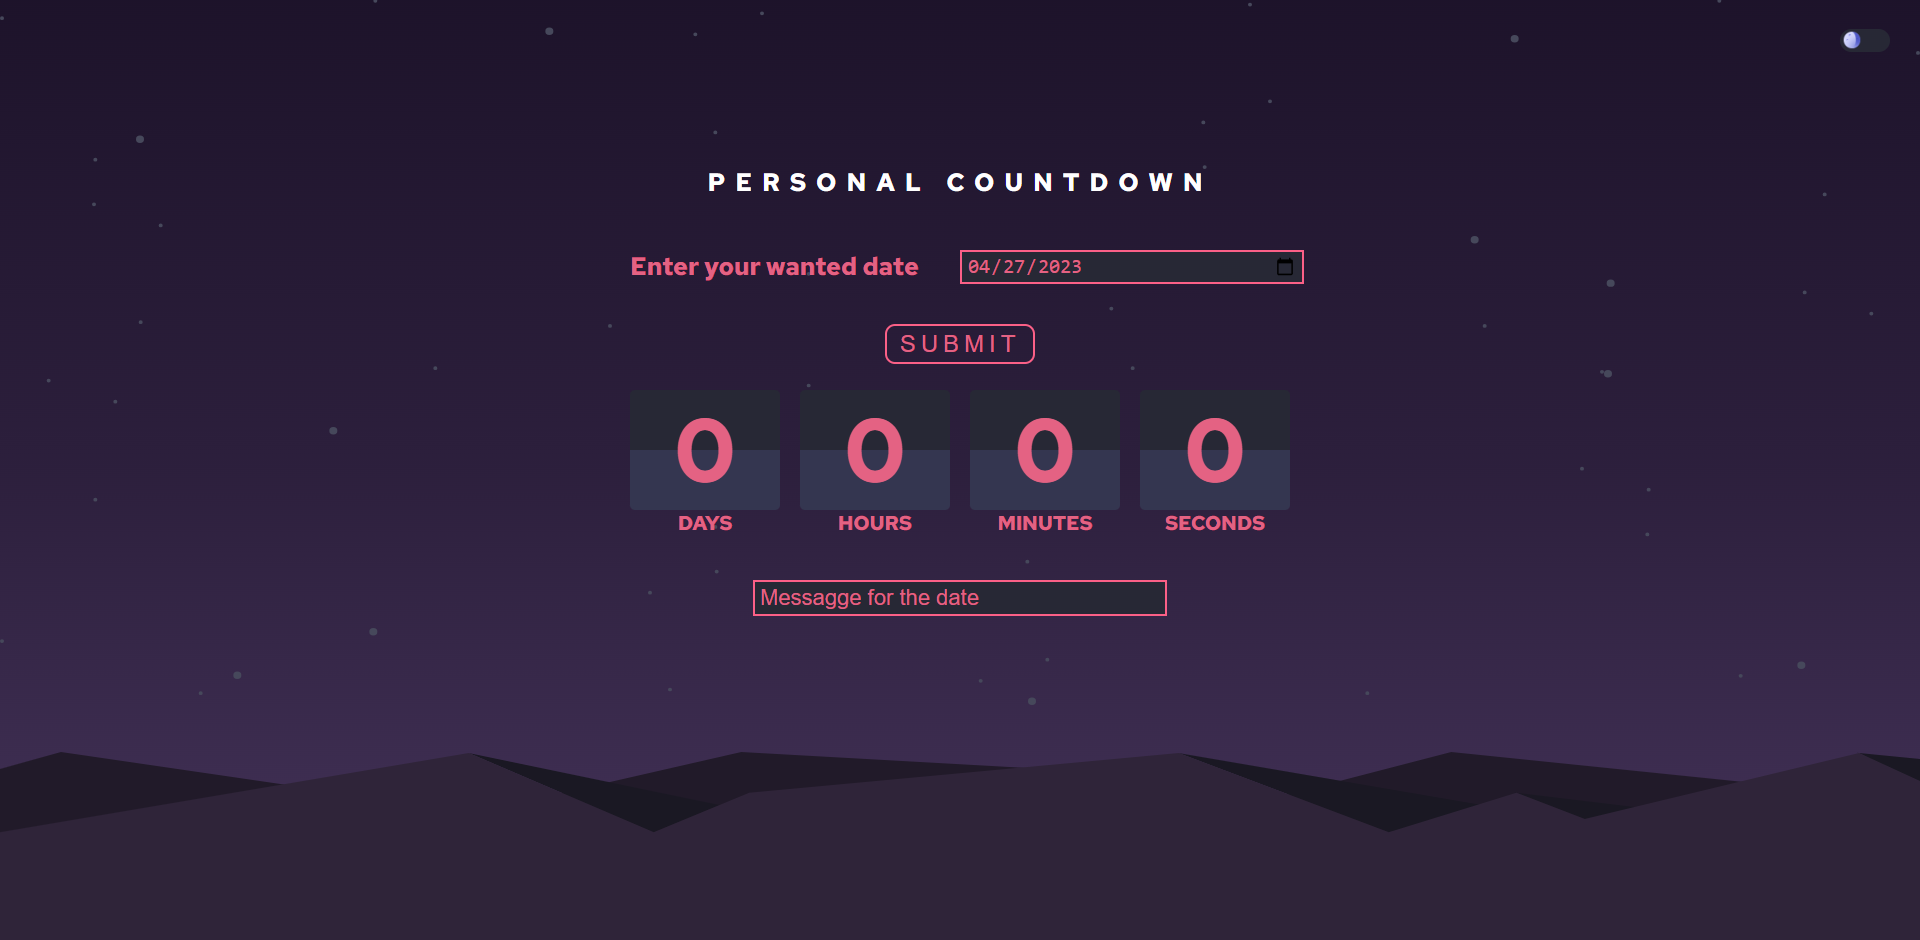 PERSONAL COUNTDOWN
Enter your wanted date 04/27/2023
SUBMIT
0 0 0 0
DAYS HOURS MINUTES SECONDS
Messagge for the date